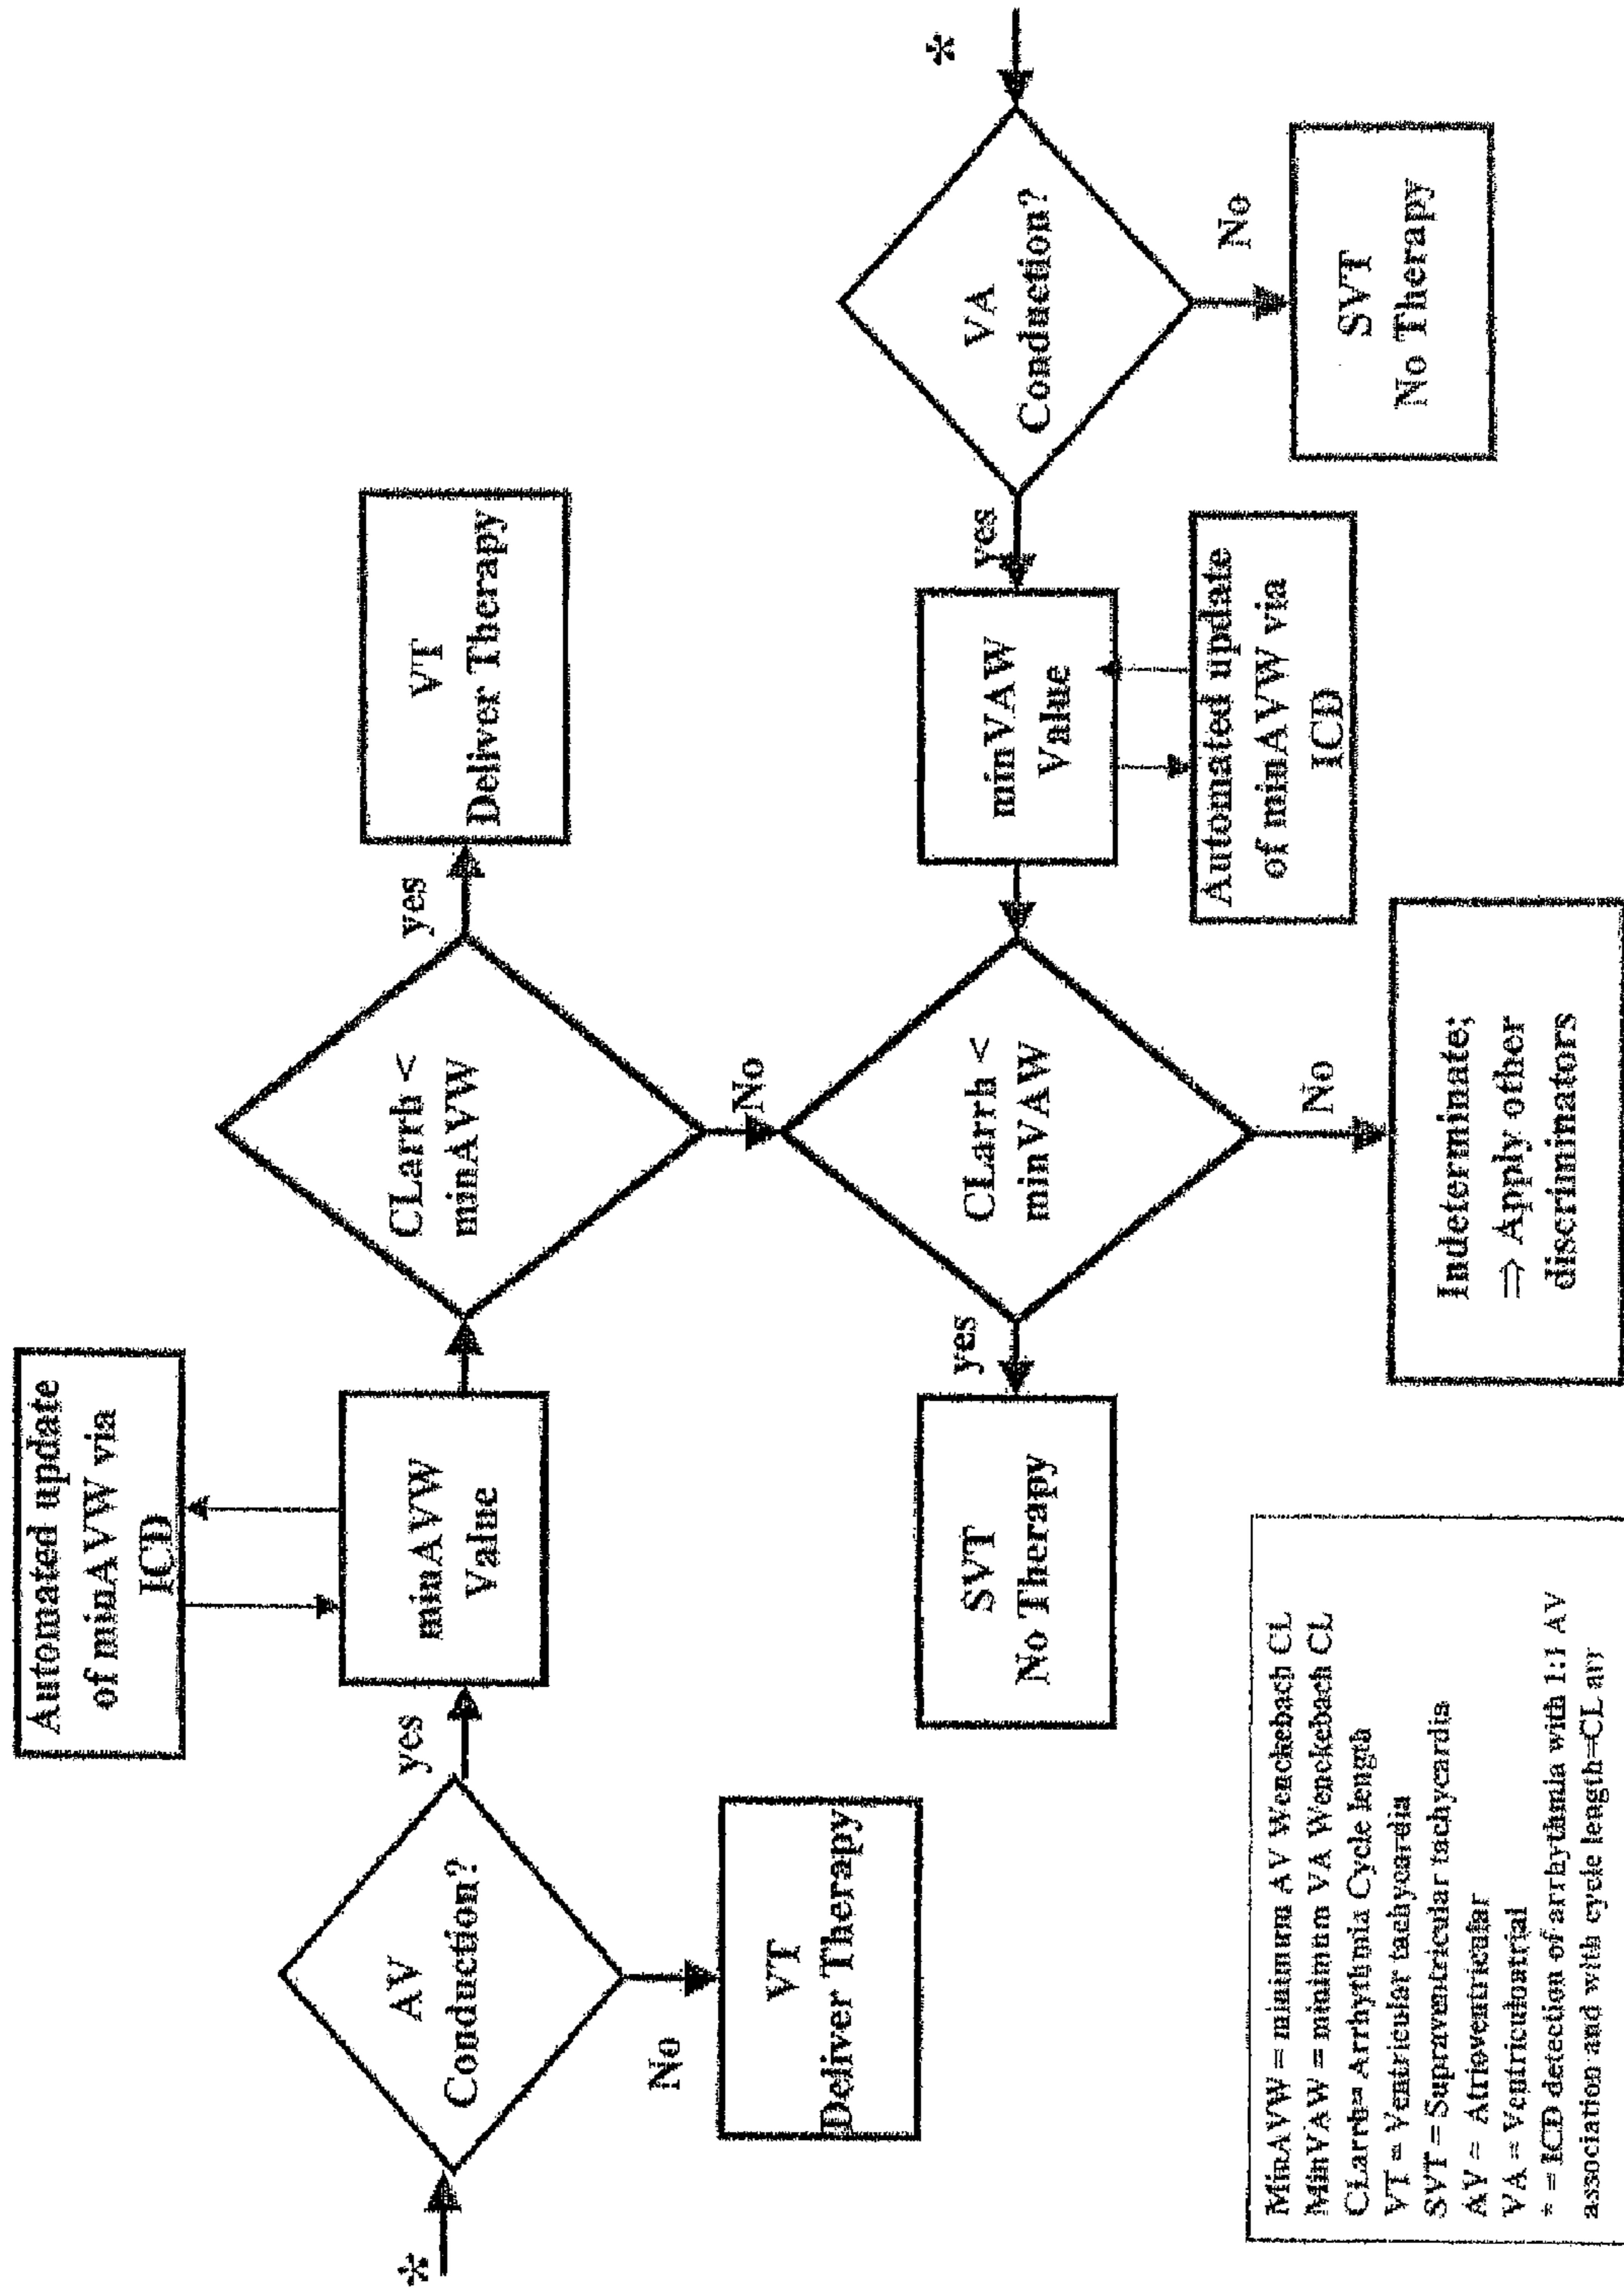 *
AV
Conduction?
yes
No
VT
Deliver Therapy
Automated update
of minAVW via
ICD
minAVW
Value
CLarrh <
minAVW
yes
VT
Deliver Therapy
No
*
VA
Conduction?
No
SVT
No Therapy
yes
minVAW
Value
Automated update
of minAVW via
ICD
CLarrh <
minVAW
yes
SVT
No Therapy
No
Indeterminate;
⇒ Apply other
discriminators
MinAVW = minimum AV Wenckebach CL
MinVAW = minimum VA Wenckebach CL
CLarrh= Arrhythmia Cycle length
VT = Ventricular tachycardia
SVT = Supraventricular tachycardia
AV = Atrioventricular
VA = Ventriculoatrial
* = ICD detection of arrhythmia with 1:1 AV
association and with cycle length=CL arr